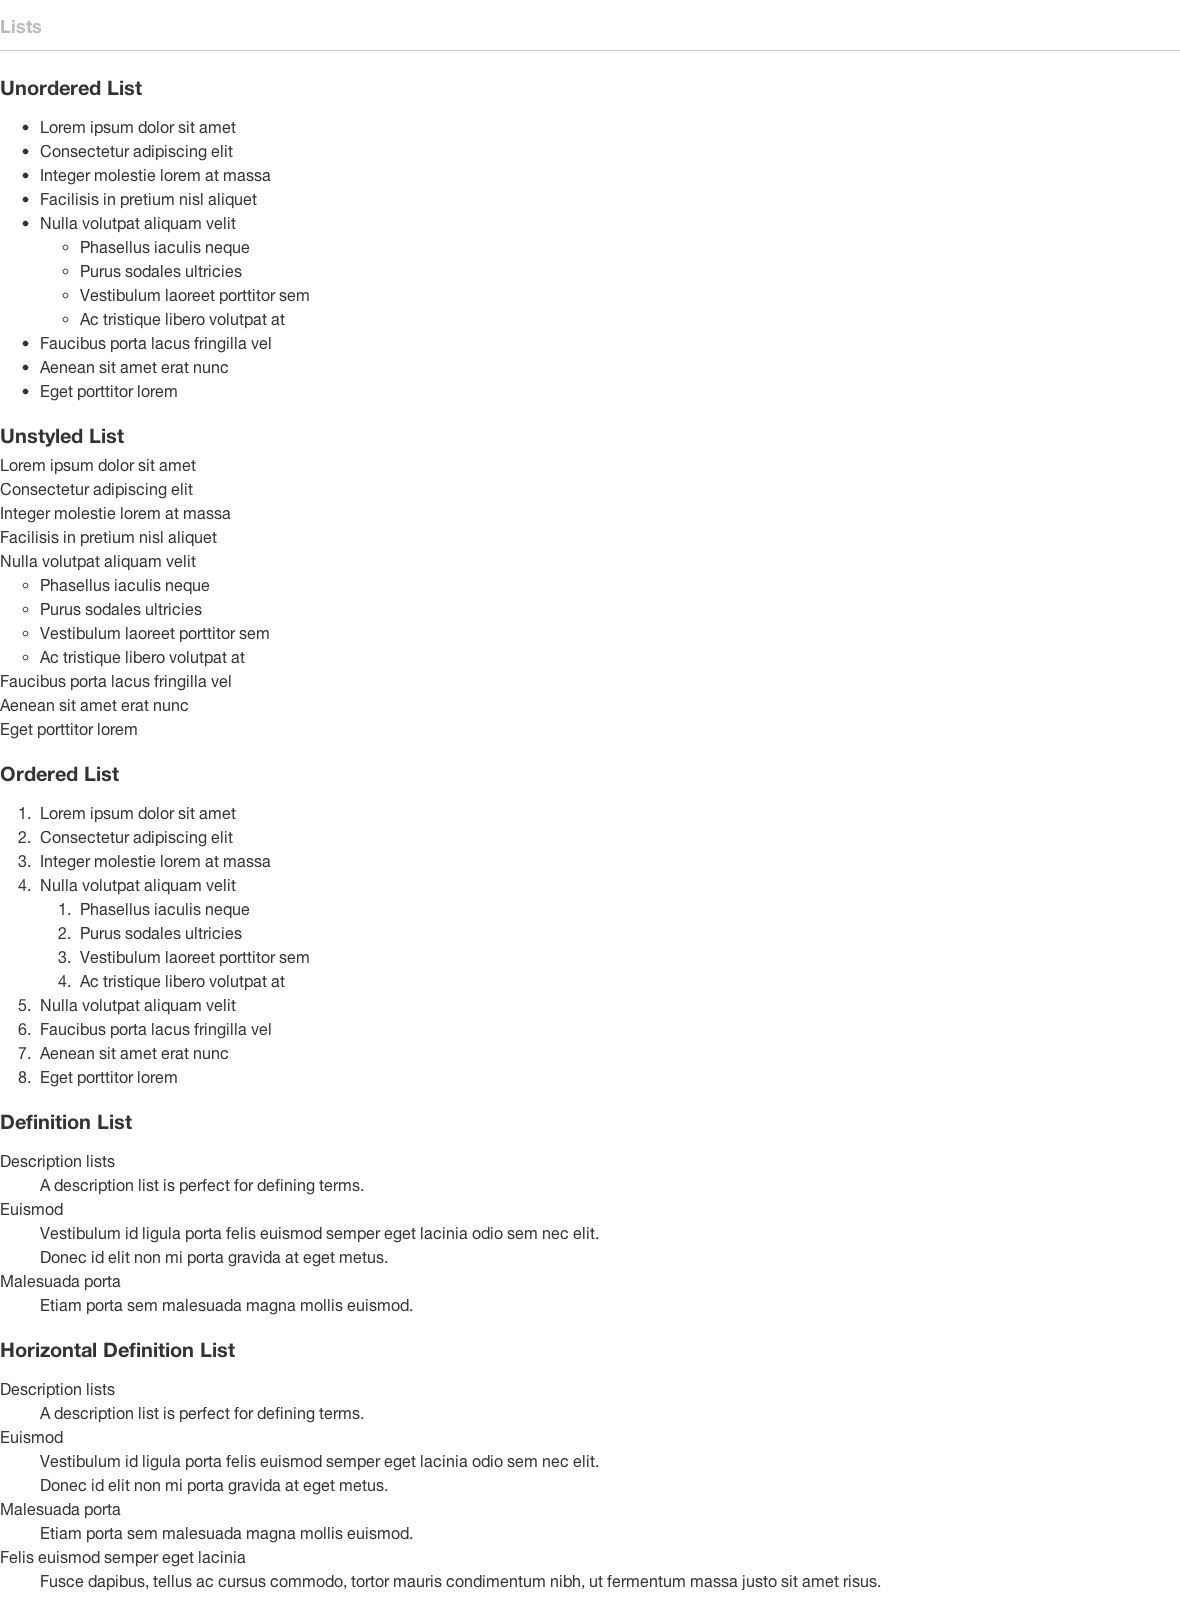 Lists
Unordered List
• Lorem ipsum dolor sit amet
• Consectetur adipiscing elit
• Integer molestie lorem at massa
• Facilisis in pretium nisl aliquet
• Nulla volutpat aliquam velit
◦ Phasellus iaculis neque
◦ Purus sodales ultricies
◦ Vestibulum laoreet porttitor sem
◦ Ac tristique libero volutpat at
• Faucibus porta lacus fringilla vel
• Aenean sit amet erat nunc
• Eget porttitor lorem
Unstyled List
Lorem ipsum dolor sit amet
Consectetur adipiscing elit
Integer molestie lorem at massa
Facilisis in pretium nisl aliquet
Nulla volutpat aliquam velit
◦ Phasellus iaculis neque
◦ Purus sodales ultricies
◦ Vestibulum laoreet porttitor sem
◦ Ac tristique libero volutpat at
Faucibus porta lacus fringilla vel
Aenean sit amet erat nunc
Eget porttitor lorem
Ordered List
1. Lorem ipsum dolor sit amet
2. Consectetur adipiscing elit
3. Integer molestie lorem at massa
4. Nulla volutpat aliquam velit
1. Phasellus iaculis neque
2. Purus sodales ultricies
3. Vestibulum laoreet porttitor sem
4. Ac tristique libero volutpat at
5. Nulla volutpat aliquam velit
6. Faucibus porta lacus fringilla vel
7. Aenean sit amet erat nunc
8. Eget porttitor lorem
Definition List
Description lists
A description list is perfect for defining terms.
Euismod
Vestibulum id ligula porta felis euismod semper eget lacinia odio sem nec elit.
Donec id elit non mi porta gravida at eget metus.
Malesuada porta
Etiam porta sem malesuada magna mollis euismod.
Horizontal Definition List
Description lists
A description list is perfect for defining terms.
Euismod
Vestibulum id ligula porta felis euismod semper eget lacinia odio sem nec elit.
Donec id elit non mi porta gravida at eget metus.
Malesuada porta
Etiam porta sem malesuada magna mollis euismod.
Felis euismod semper eget lacinia
Fusce dapibus, tellus ac cursus commodo, tortor mauris condimentum nibh, ut fermentum massa justo sit amet risus.